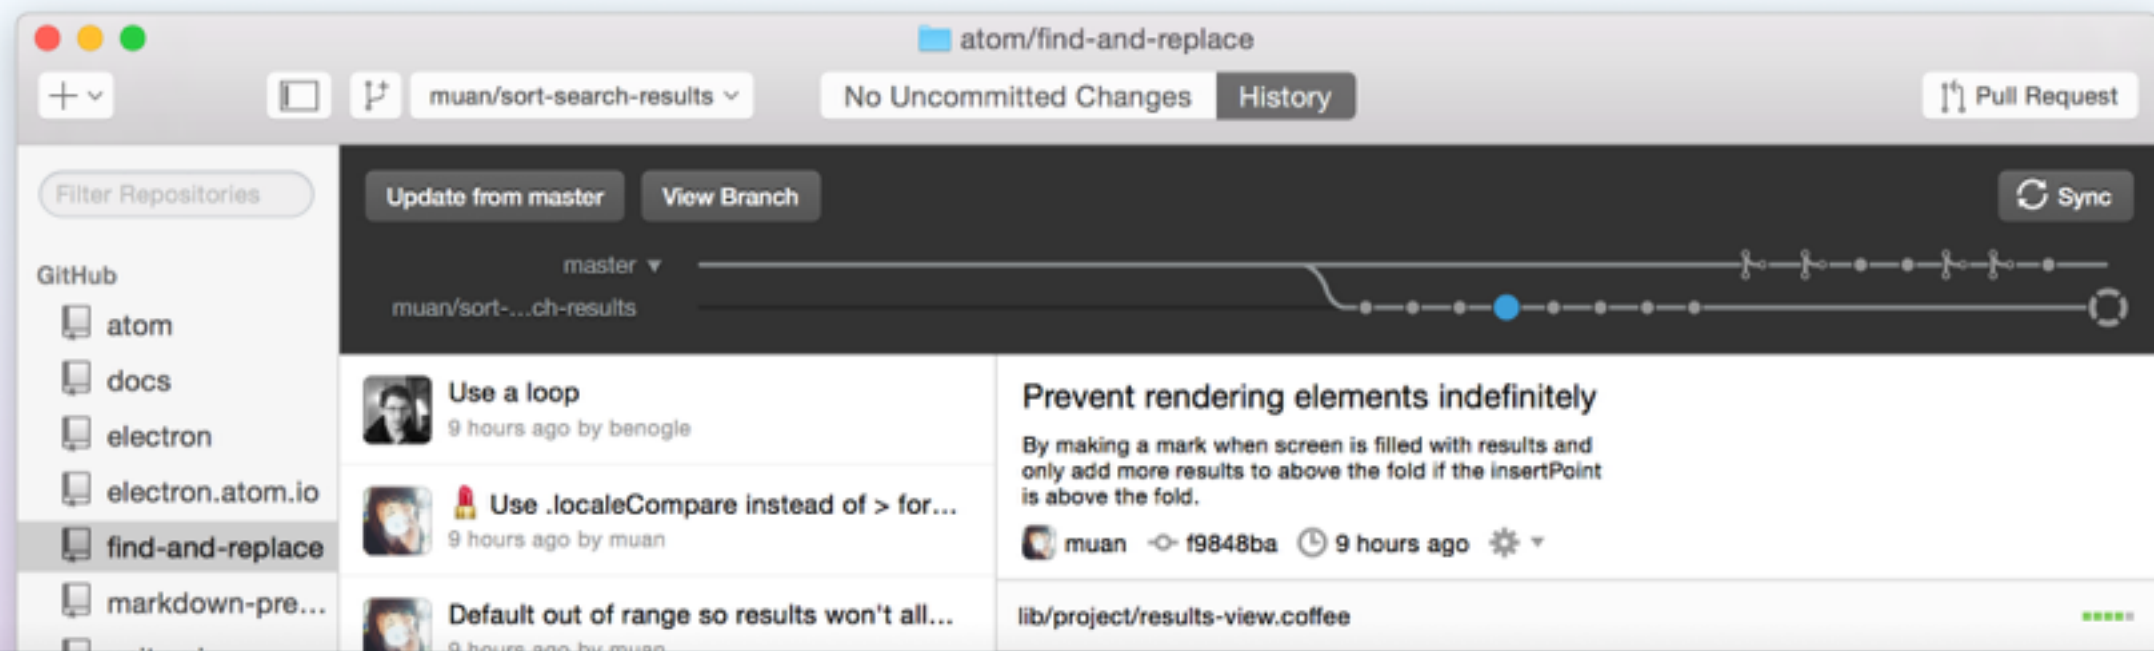 atom/find-and-replace
muan/sort-search-results
No Uncommitted Changes
History
Pull Request
Filter Repositories
Update from master
View Branch
Sync
master
muan/sort-...ch-results
GitHub
atom
docs
electron
electron.atom.io
find-and-replace
markdown-pre...
Use a loop
9 hours ago by benogle
Use .localeCompare instead of > for...
9 hours ago by muan
Default out of range so results won't all...
9 hours ago by muan
Prevent rendering elements indefinitely
By making a mark when screen is filled with results and
only add more results to above the fold if the insertPoint
is above the fold.
muan f9848ba 9 hours ago
lib/project/results-view.coffee